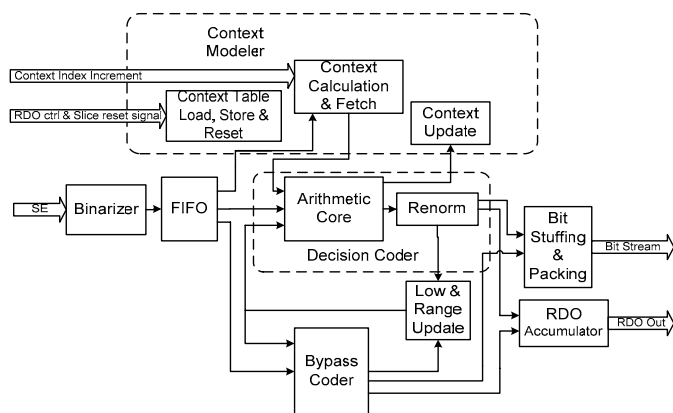 Context
Modeler
Context Index Increment
Context
Calculation
& Fetch
RDO ctrl & Slice reset signal
Context Table
Load, Store &
Reset
Context
Update
SE
Binarizer
FIFO
Arithmetic
Core
Renorm
Decision Coder
Bit
Stuffing
&
Packing
Bit Stream
Low &
Range
Update
RDO
Accumulator
RDO Out
Bypass
Coder